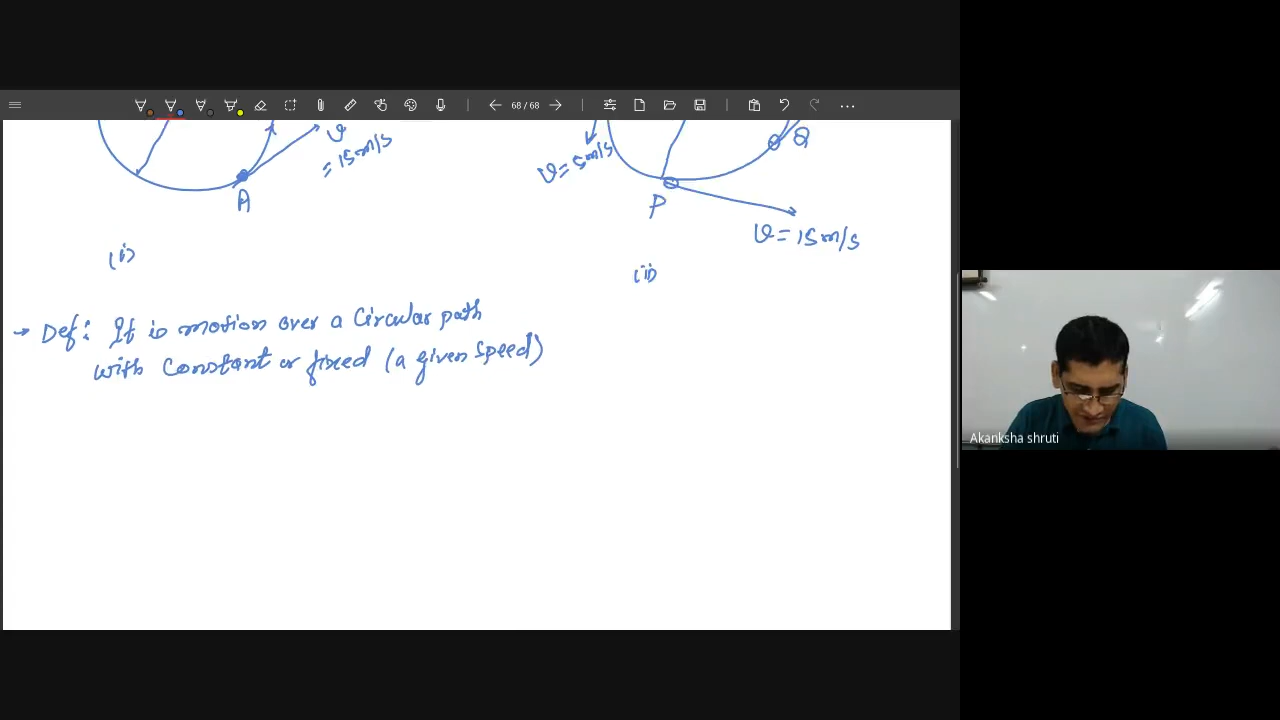 68 / 68
v
= 15 m/s
A
(i)
v = 5 m/s
Q
P
v = 15 m/s
(ii)
→ Def: It is motion over a Circular path
with Constant or fixed (a given speed)
Akanksha shruti